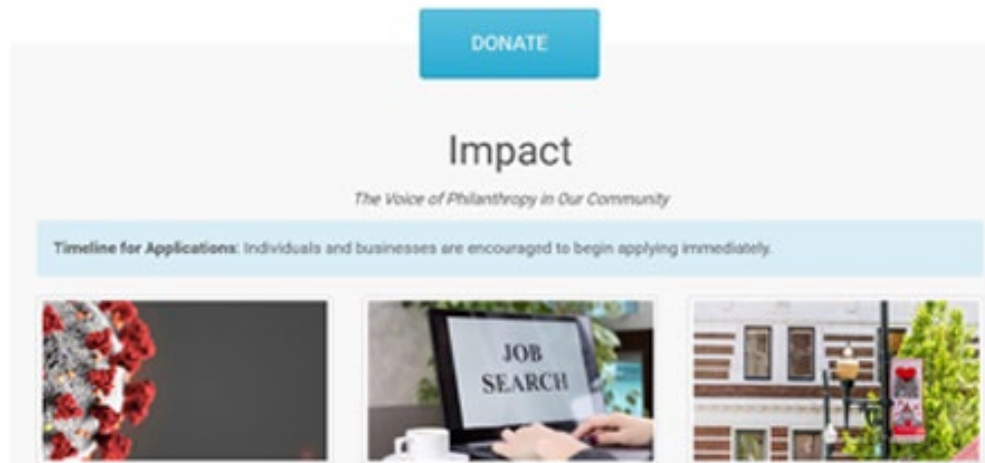 DONATE
Impact
The Voice of Philanthropy in Our Community
Timeline for Applications: Individuals and businesses are encouraged to begin applying immediately.
JOB
SEARCH